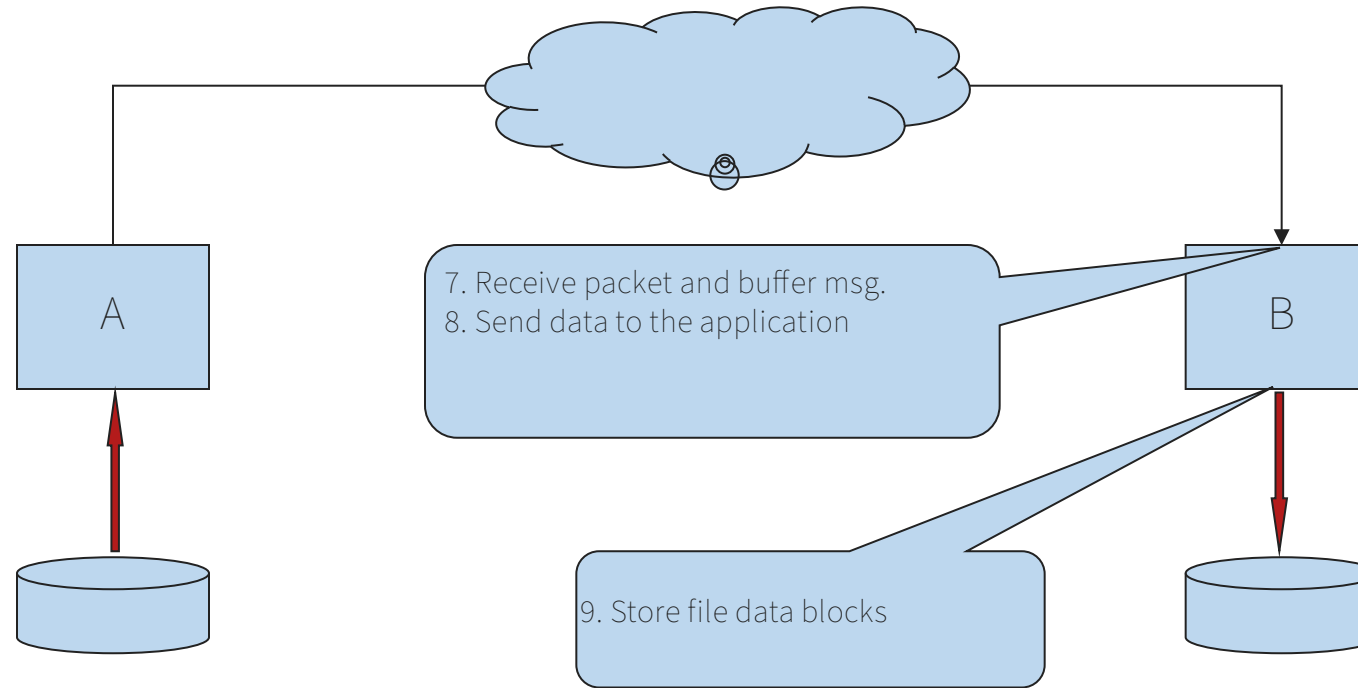 7. Receive packet and buffer msg.
8. Send data to the application
A
B
9. Store file data blocks